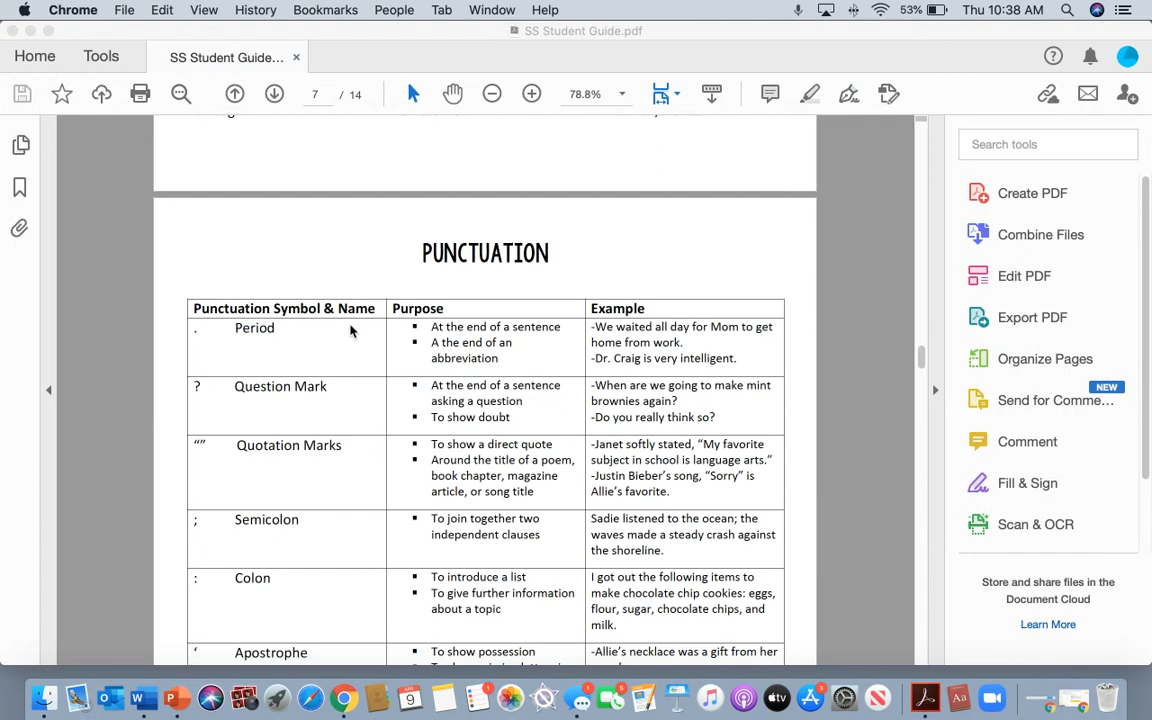 Chrome File Edit View History Bookmarks People Tab Window Help 53% Thu 10:38 AM
SS Student Guide.pdf
Home Tools SS Student Guide... ×
7 / 14 78.8%
Search tools
Create PDF
Combine Files
Edit PDF
Export PDF
Organize Pages
NEW
Send for Comme...
Comment
Fill & Sign
Scan & OCR
Store and share files in the
Document Cloud
Learn More
PUNCTUATION
Punctuation Symbol & Name Purpose Example
. Period
▪ At the end of a sentence
▪ A the end of an
abbreviation
-We waited all day for Mom to get
home from work.
-Dr. Craig is very intelligent.
? Question Mark
▪ At the end of a sentence
asking a question
▪ To show doubt
-When are we going to make mint
brownies again?
-Do you really think so?
“” Quotation Marks
▪ To show a direct quote
▪ Around the title of a poem,
book chapter, magazine
article, or song title
-Janet softly stated, “My favorite
subject in school is language arts.“
-Justin Bieber’s song, “Sorry” is
Allie’s favorite.
; Semicolon
▪ To join together two
independent clauses
Sadie listened to the ocean; the
waves made a steady crash against
the shoreline.
: Colon
▪ To introduce a list
▪ To give further information
about a topic
I got out the following items to
make chocolate chip cookies: eggs,
flour, sugar, chocolate chips, and
milk.
‘ Apostrophe
▪ To show possession
-Allie’s necklace was a gift from her